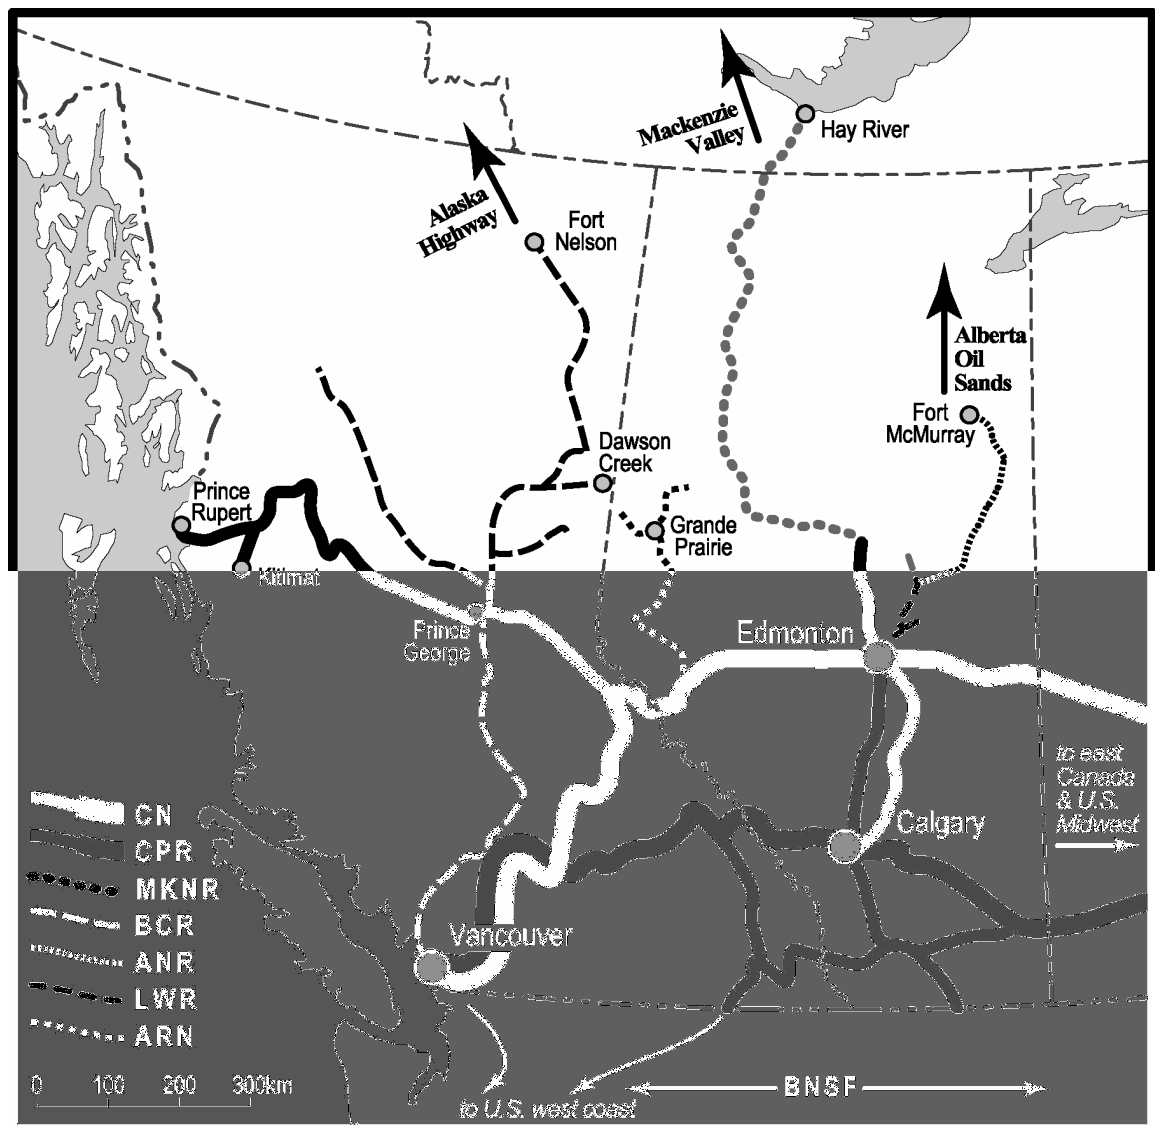 Hay River
Mackenzie
Valley
Alaska
Highway
Fort
Nelson
Alberta
Oil
Sands
Fort
McMurray
Dawson
Creek
Prince
Rupert
Grande
Prairie
Kitimat
Prince
George
Edmonton
to east
Canada
& U.S.
Midwest
Calgary
Vancouver
CN
CPR
MKNR
BCR
ANR
LWR
ARN
0 100 200 300km
BNSF
to U.S. west coast